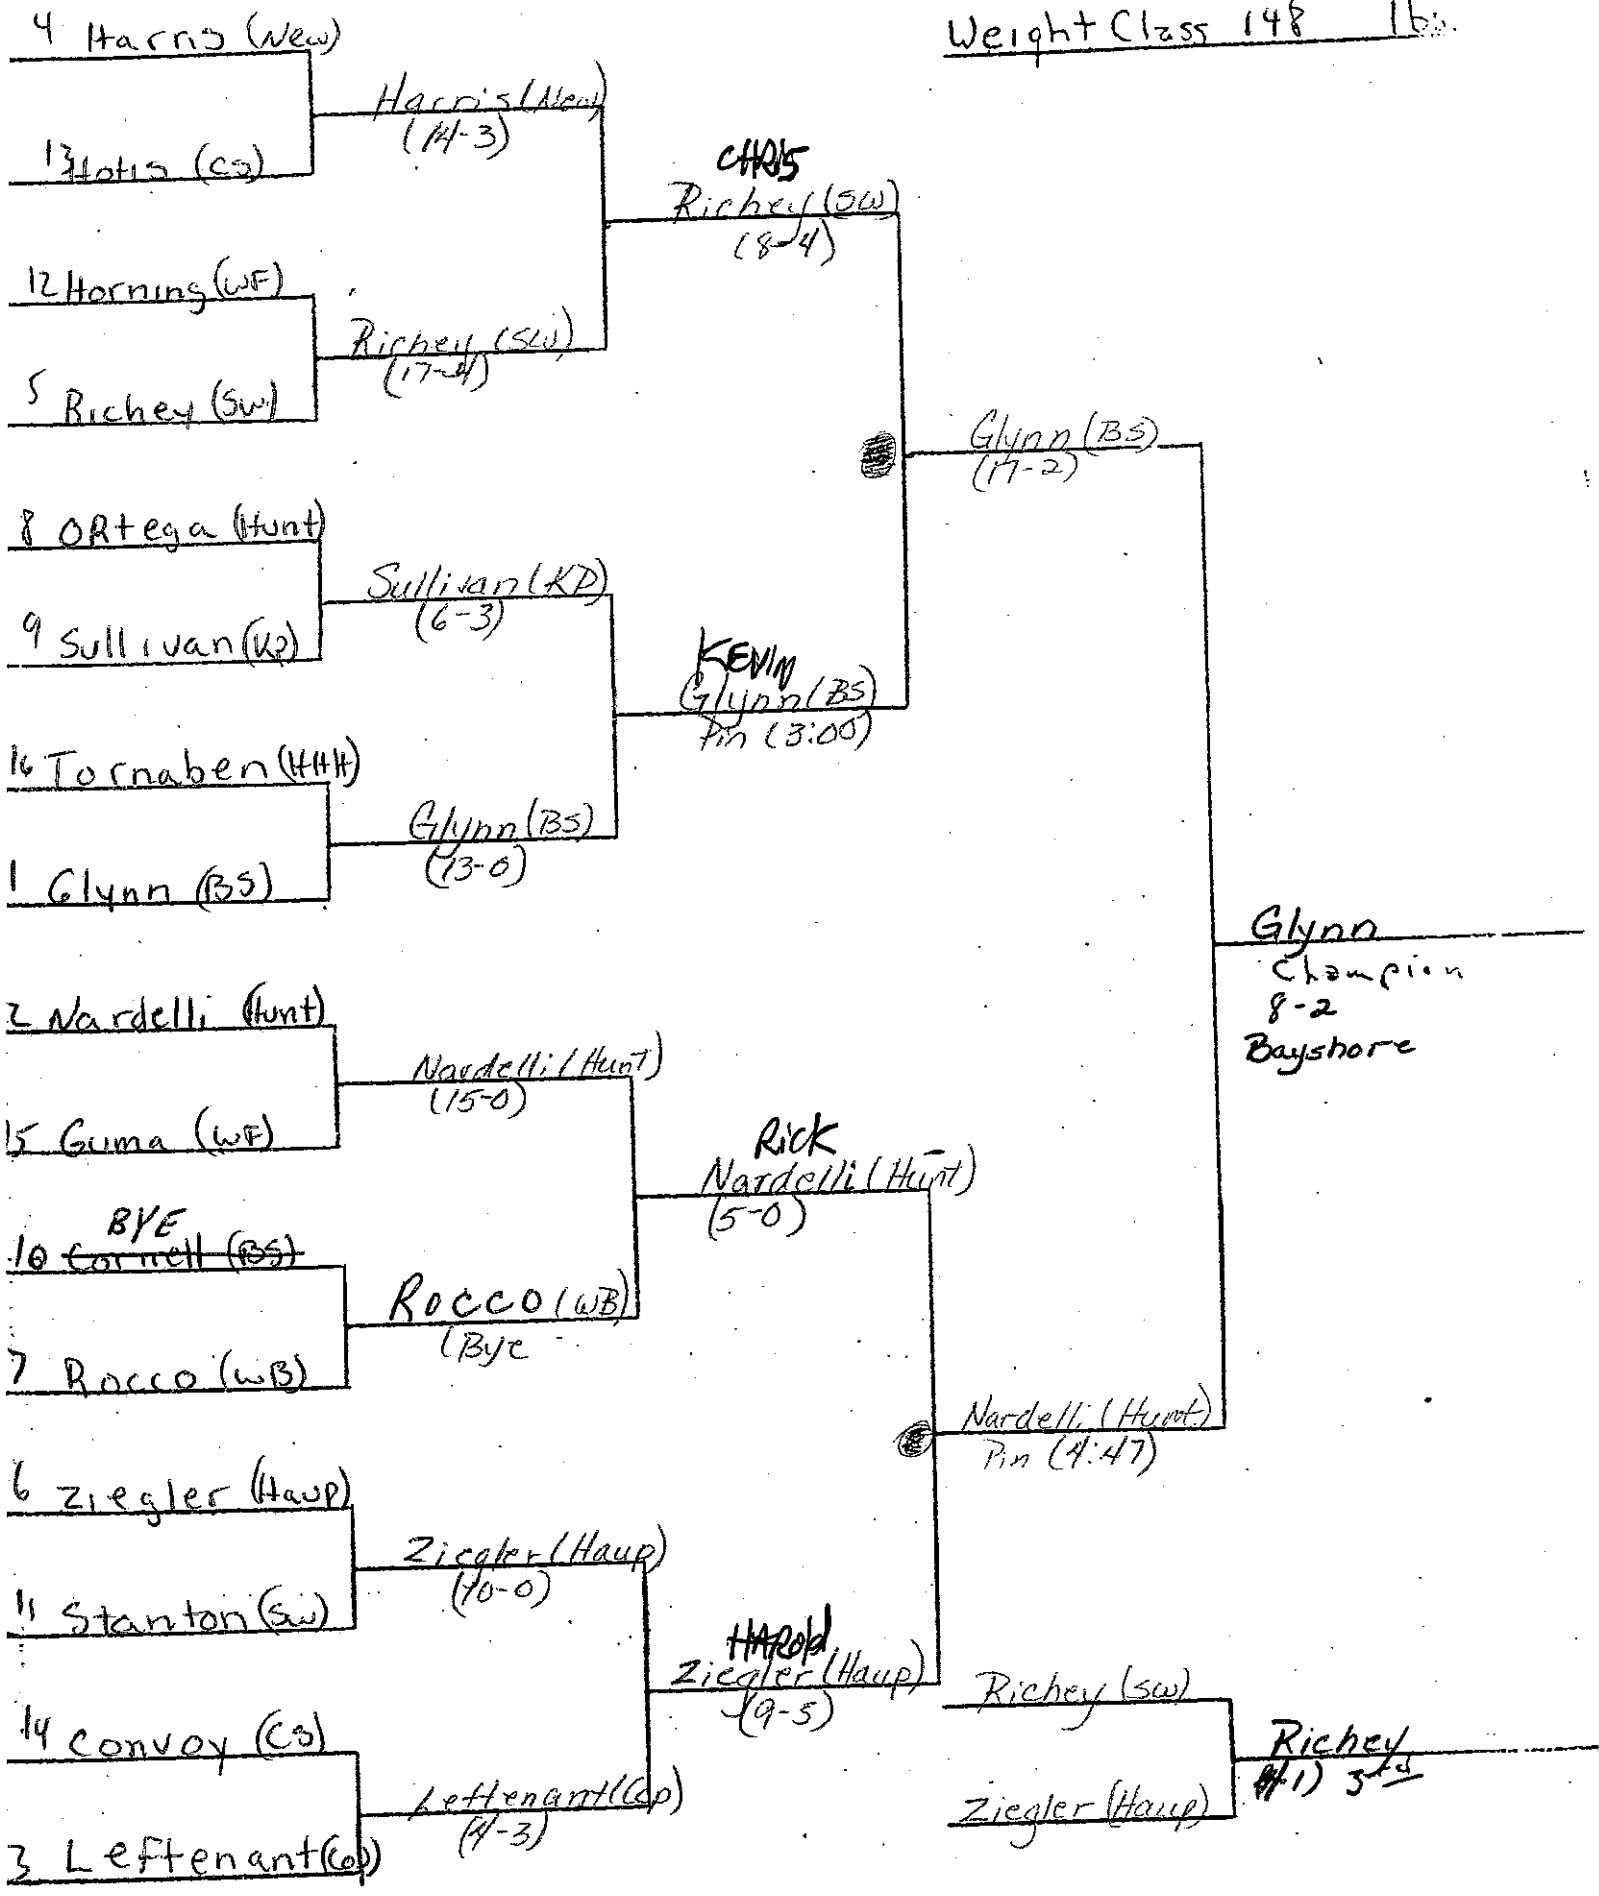 Weight Class 148 lbs.
4 Harris (New)
Harris (New)
(14-3)
13 Hotis (CS)
CHRIS
Richey (SW)
(8-4)
12 Horning (WF)
Richey (SW)
(17-4)
5 Richey (SW)
Glynn (BS)
(17-2)
8 ORtega (Hunt)
Sullivan (KP)
(6-3)
9 Sullivan (KP)
KEVIN
Glynn (BS)
Pin (3:00)
16 Tornaben (HHH)
Glynn (BS)
(13-0)
1 Glynn (BS)
Glynn
Champion
8-2
Bayshore
2 Nardelli (Hunt)
Nardelli (Hunt)
(15-0)
15 Guma (WF)
RICK
Nardelli (Hunt)
(5-0)
BYE
10 Cornell (BS)
Rocco (WB)
(Bye
7 Rocco (WB)
Nardelli (Hunt)
Pin (4:47)
6 Ziegler (Haup)
Ziegler (Haup)
(10-0)
11 Stanton (SW)
HAROld
Ziegler (Haup)
(9-5)
Richey (SW)
14 Convoy (CS)
Richey
3rd
Leftenant (Cop)
(4-3)
Ziegler (Haup)
3 Leftenant (Cop)